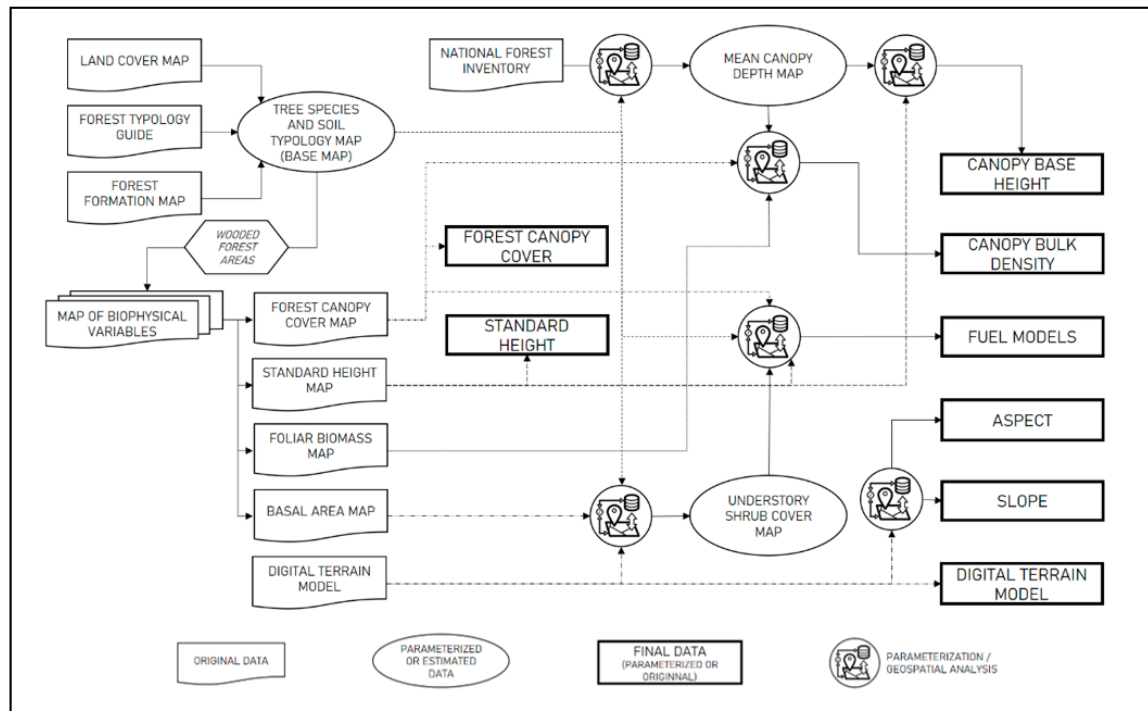 LAND COVER MAP
FOREST TYPOLOGY
GUIDE
FOREST
FORMATION MAP
TREE SPECIES
AND SOIL
TYPOLOGY MAP
(BASE MAP)
NATIONAL FOREST
INVENTORY
MEAN CANOPY
DEPTH MAP
CANOPY BASE
HEIGHT
WOODED
FOREST
AREAS
FOREST CANOPY
COVER
CANOPY BULK
DENSITY
MAP OF BIOPHYSICAL
VARIABLES
FOREST CANOPY
COVER MAP
STANDARD
HEIGHT
FUEL MODELS
STANDARD HEIGHT
MAP
FOLIAR BIOMASS
MAP
ASPECT
BASAL AREA MAP
UNDERSTORY
SHRUB COVER
MAP
SLOPE
DIGITAL TERRAIN
MODEL
DIGITAL TERRAIN
MODEL
ORIGINAL DATA
PARAMETERIZED
OR ESTIMATED
DATA
FINAL DATA
(PARAMETERIZED OR
ORIGINNAL)
PARAMETERIZATION /
GEOSPATIAL ANALYSIS